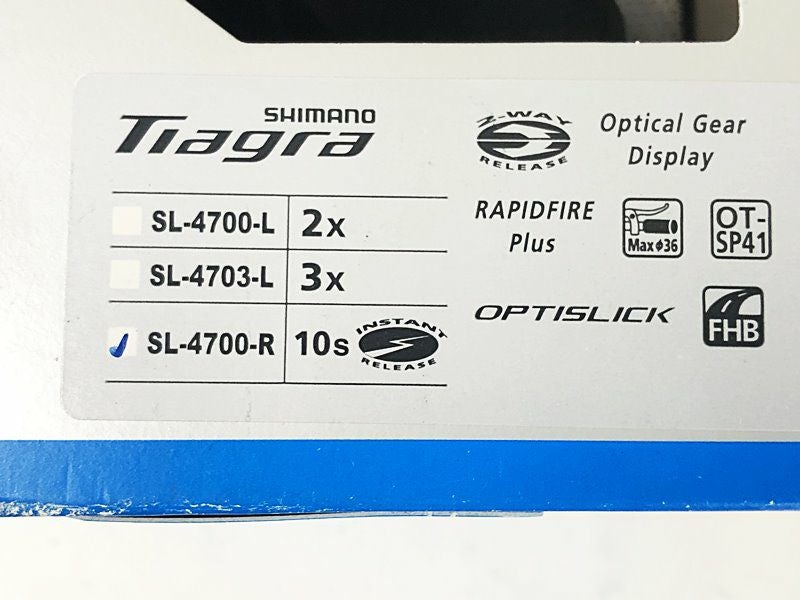 SHIMANO
Tiagra
SL-4700-L 2x
SL-4703-L 3x
SL-4700-R 10s INSTANT RELEASE
2-WAY RELEASE
Optical Gear
Display
RAPIDFIRE
Plus
Max ø36
OT-
SP41
OPTISLICK
FHB